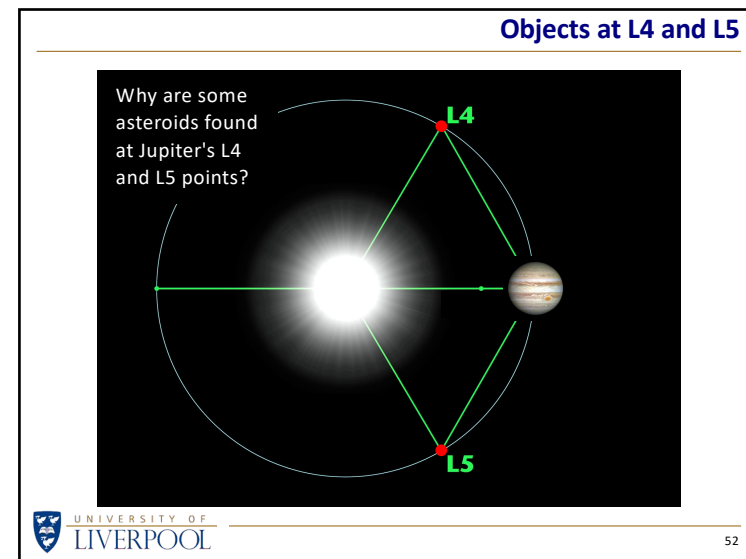 Objects at L4 and L5
Why are some
asteroids found
at Jupiter's L4
and L5 points?
L4
L5
UNIVERSITY OF
LIVERPOOL
52